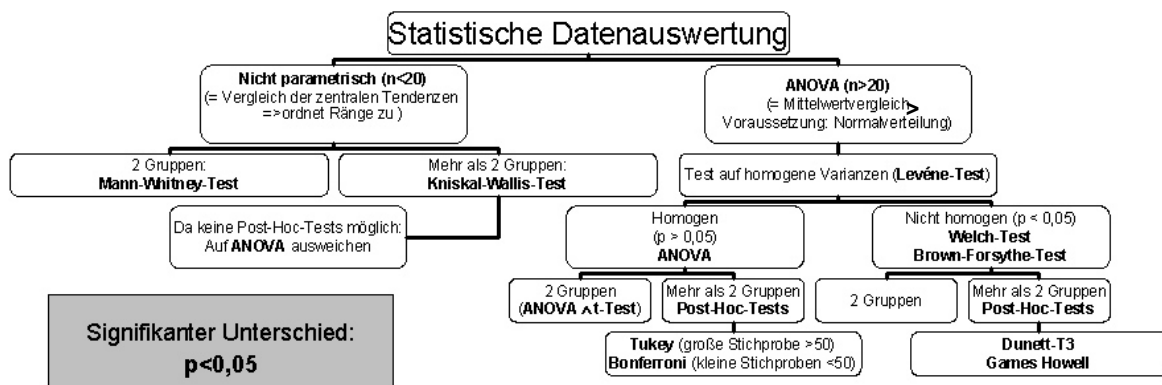 Statistische Datenauswertung
Nicht parametrisch (n<20)
(= Vergleich der zentralen Tendenzen
=>ordnet Ränge zu )
ANOVA (n>20)
(= Mittelwertvergleich>
Voraussetzung: Normalverteilung)
2 Gruppen:
Mann-Whitney-Test
Mehr als 2 Gruppen:
Kniskal-Wallis-Test
Test auf homogene Varianzen (Levéne-Test)
Da keine Post-Hoc-Tests möglich:
Auf ANOVA ausweichen
Homogen
(p > 0,05)
ANOVA
Nicht homogen (p < 0,05)
Welch-Test
Brown-Forsythe-Test
2 Gruppen
(ANOVA ^t-Test)
Mehr als 2 Gruppen
Post-Hoc-Tests
2 Gruppen
Mehr als 2 Gruppen
Post-Hoc-Tests
Tukey (große Stichprobe >50)
Bonferroni (kleine Stichproben <50)
Dunett-T3
Games Howell
Signifikanter Unterschied:
p<0,05